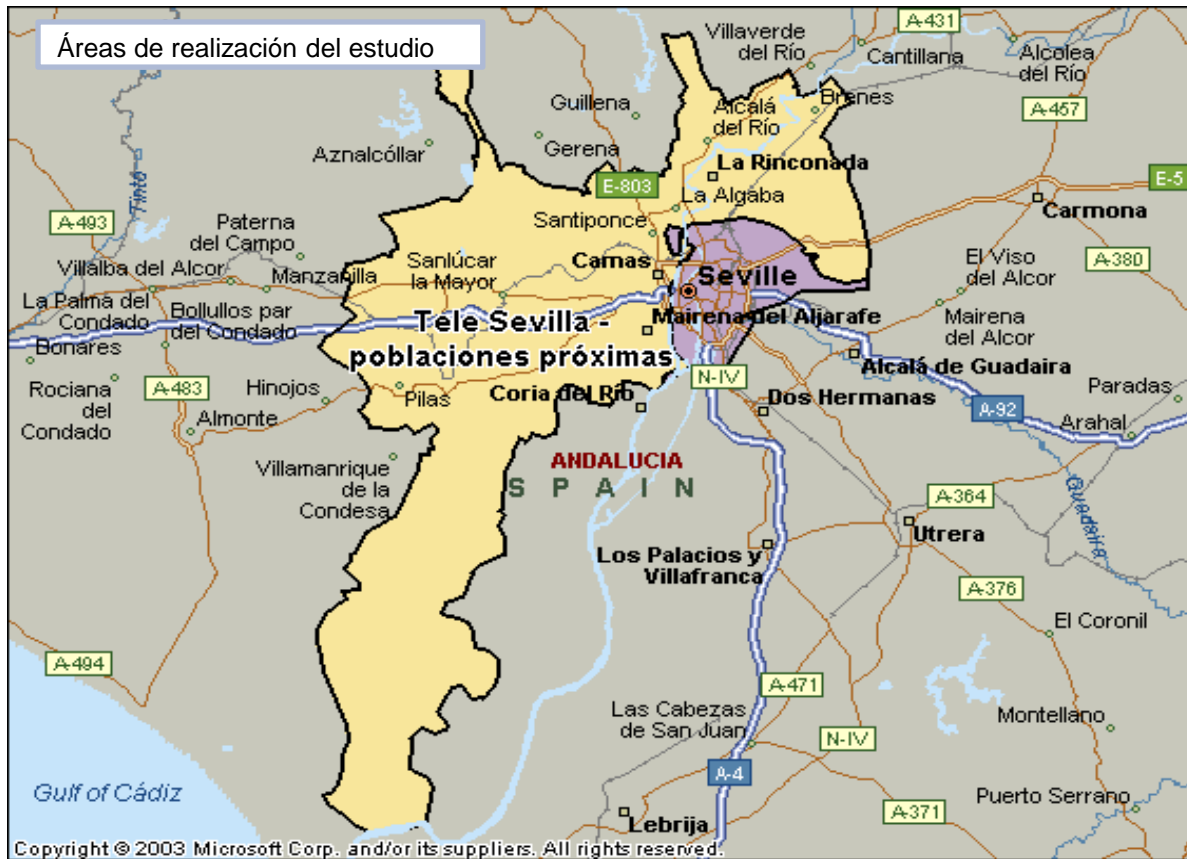 Áreas de realización del estudio
A-431
Villaverde
del Río
Cantillana
Alcolea
del Río
Guillena
Alcalá
del Río
Brenes
A-457
Aznalcóllar
Gerena
La Rinconada
E-803
E-5
La Algaba
Carmona
A-493
Tinto
Paterna
del Campo
Santiponce
El Viso
del Alcor
A-380
Villalba del Alcor
Manzanilla
Sanlúcar
la Mayor
Camas
Seville
La Palma del
Condado
Bollullos par
del Condado
Tele Sevilla -
poblaciones próximas
Mairena del Aljarafe
Mairena
del Alcor
Bonares
Alcalá de Guadaira
Rociana
del
Condado
A-483
Hinojos
Pilas
Coria del Río
N-IV
Dos Hermanas
Paradas
A-92
Almonte
Arahal
Villamanrique
de la
Condesa
ANDALUCIA
SPAIN
A-364
Guadaira
Utrera
Los Palacios y
Villafranca
A-376
El Coronil
A-494
A-471
Las Cabezas
de San Juan
Montellano
N-IV
A-4
Gulf of Cádiz
Puerto Serrano
A-371
Lebrija
Copyright © 2003 Microsoft Corp. and/or its suppliers. All rights reserved.